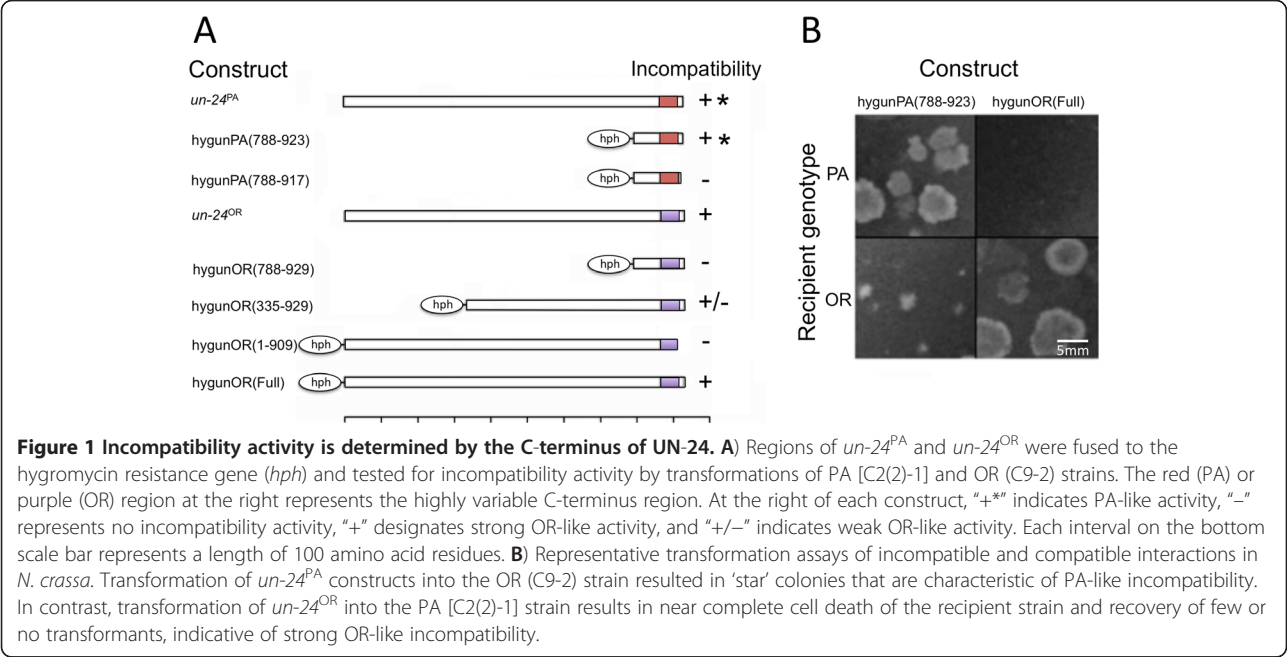 A
Construct
Incompatibility
un-24PA
+*
hygunPA(788-923)
hph
+*
hygunPA(788-917)
hph
-
un-24OR
+
hygunOR(788-929)
hph
-
hygunOR(335-929)
hph
+/-
hygunOR(1-909)
hph
-
hygunOR(Full)
hph
+
B
Construct
hygunPA(788-923) hygunOR(Full)
Recipient genotype
PA
OR
5mm
Figure 1 Incompatibility activity is determined by the C-terminus of UN-24. A) Regions of un-24PA and un-24OR were fused to the
hygromycin resistance gene (hph) and tested for incompatibility activity by transformations of PA [C2(2)-1] and OR (C9-2) strains. The red (PA) or
purple (OR) region at the right represents the highly variable C-terminus region. At the right of each construct, “+*” indicates PA-like activity, “–”
represents no incompatibility activity, “+” designates strong OR-like activity, and “+/−” indicates weak OR-like activity. Each interval on the bottom
scale bar represents a length of 100 amino acid residues. B) Representative transformation assays of incompatible and compatible interactions in
N. crassa. Transformation of un-24PA constructs into the OR (C9-2) strain resulted in ‘star’ colonies that are characteristic of PA-like incompatibility.
In contrast, transformation of un-24OR into the PA [C2(2)-1] strain results in near complete cell death of the recipient strain and recovery of few or
no transformants, indicative of strong OR-like incompatibility.